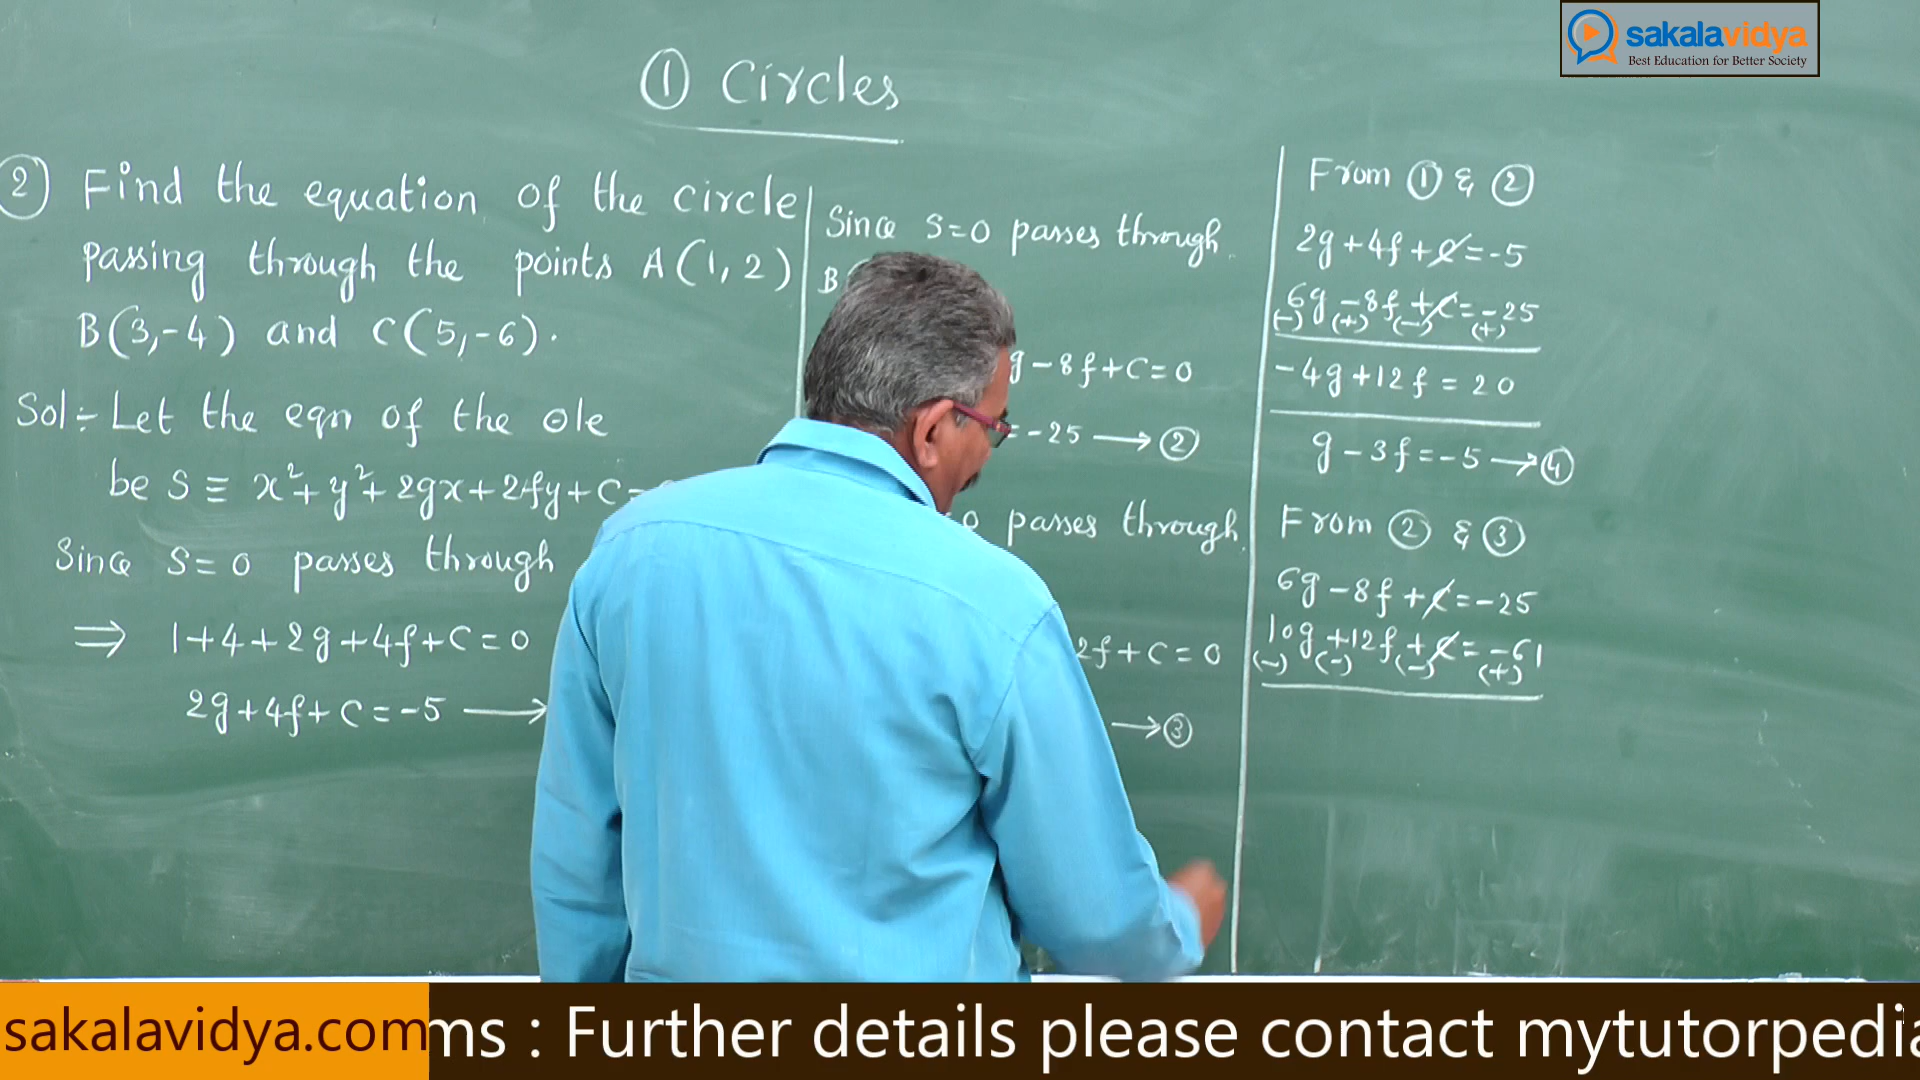 sakalavidya
Best Education for Better Society
① Circles
② Find the equation of the circle
passing through the points A(1,2)
B(3,-4) and C(5,-6).
Sol:- Let the eqn of the ⊙le
be S ≡ x²+y²+2gx+2fy+c=
Since S=0 passes through
⇒ 1+4+2g+4f+c=0
2g+4f+c=-5 →
Since S=0 passes through
B(
g-8f+c=0
=-25 → ②
=0 passes through
2f+c=0
→ ③
From ① & ②
2g+4f+c=-5
6g-8f+c=-25
(-) (+) (-) (+)
-4g+12f=20
g-3f=-5 → ④
From ② & ③
6g-8f+c=-25
10g+12f+c=-61
(-) (-) (-) (+)
sakalavidya.com
ms : Further details please contact mytutorpedia